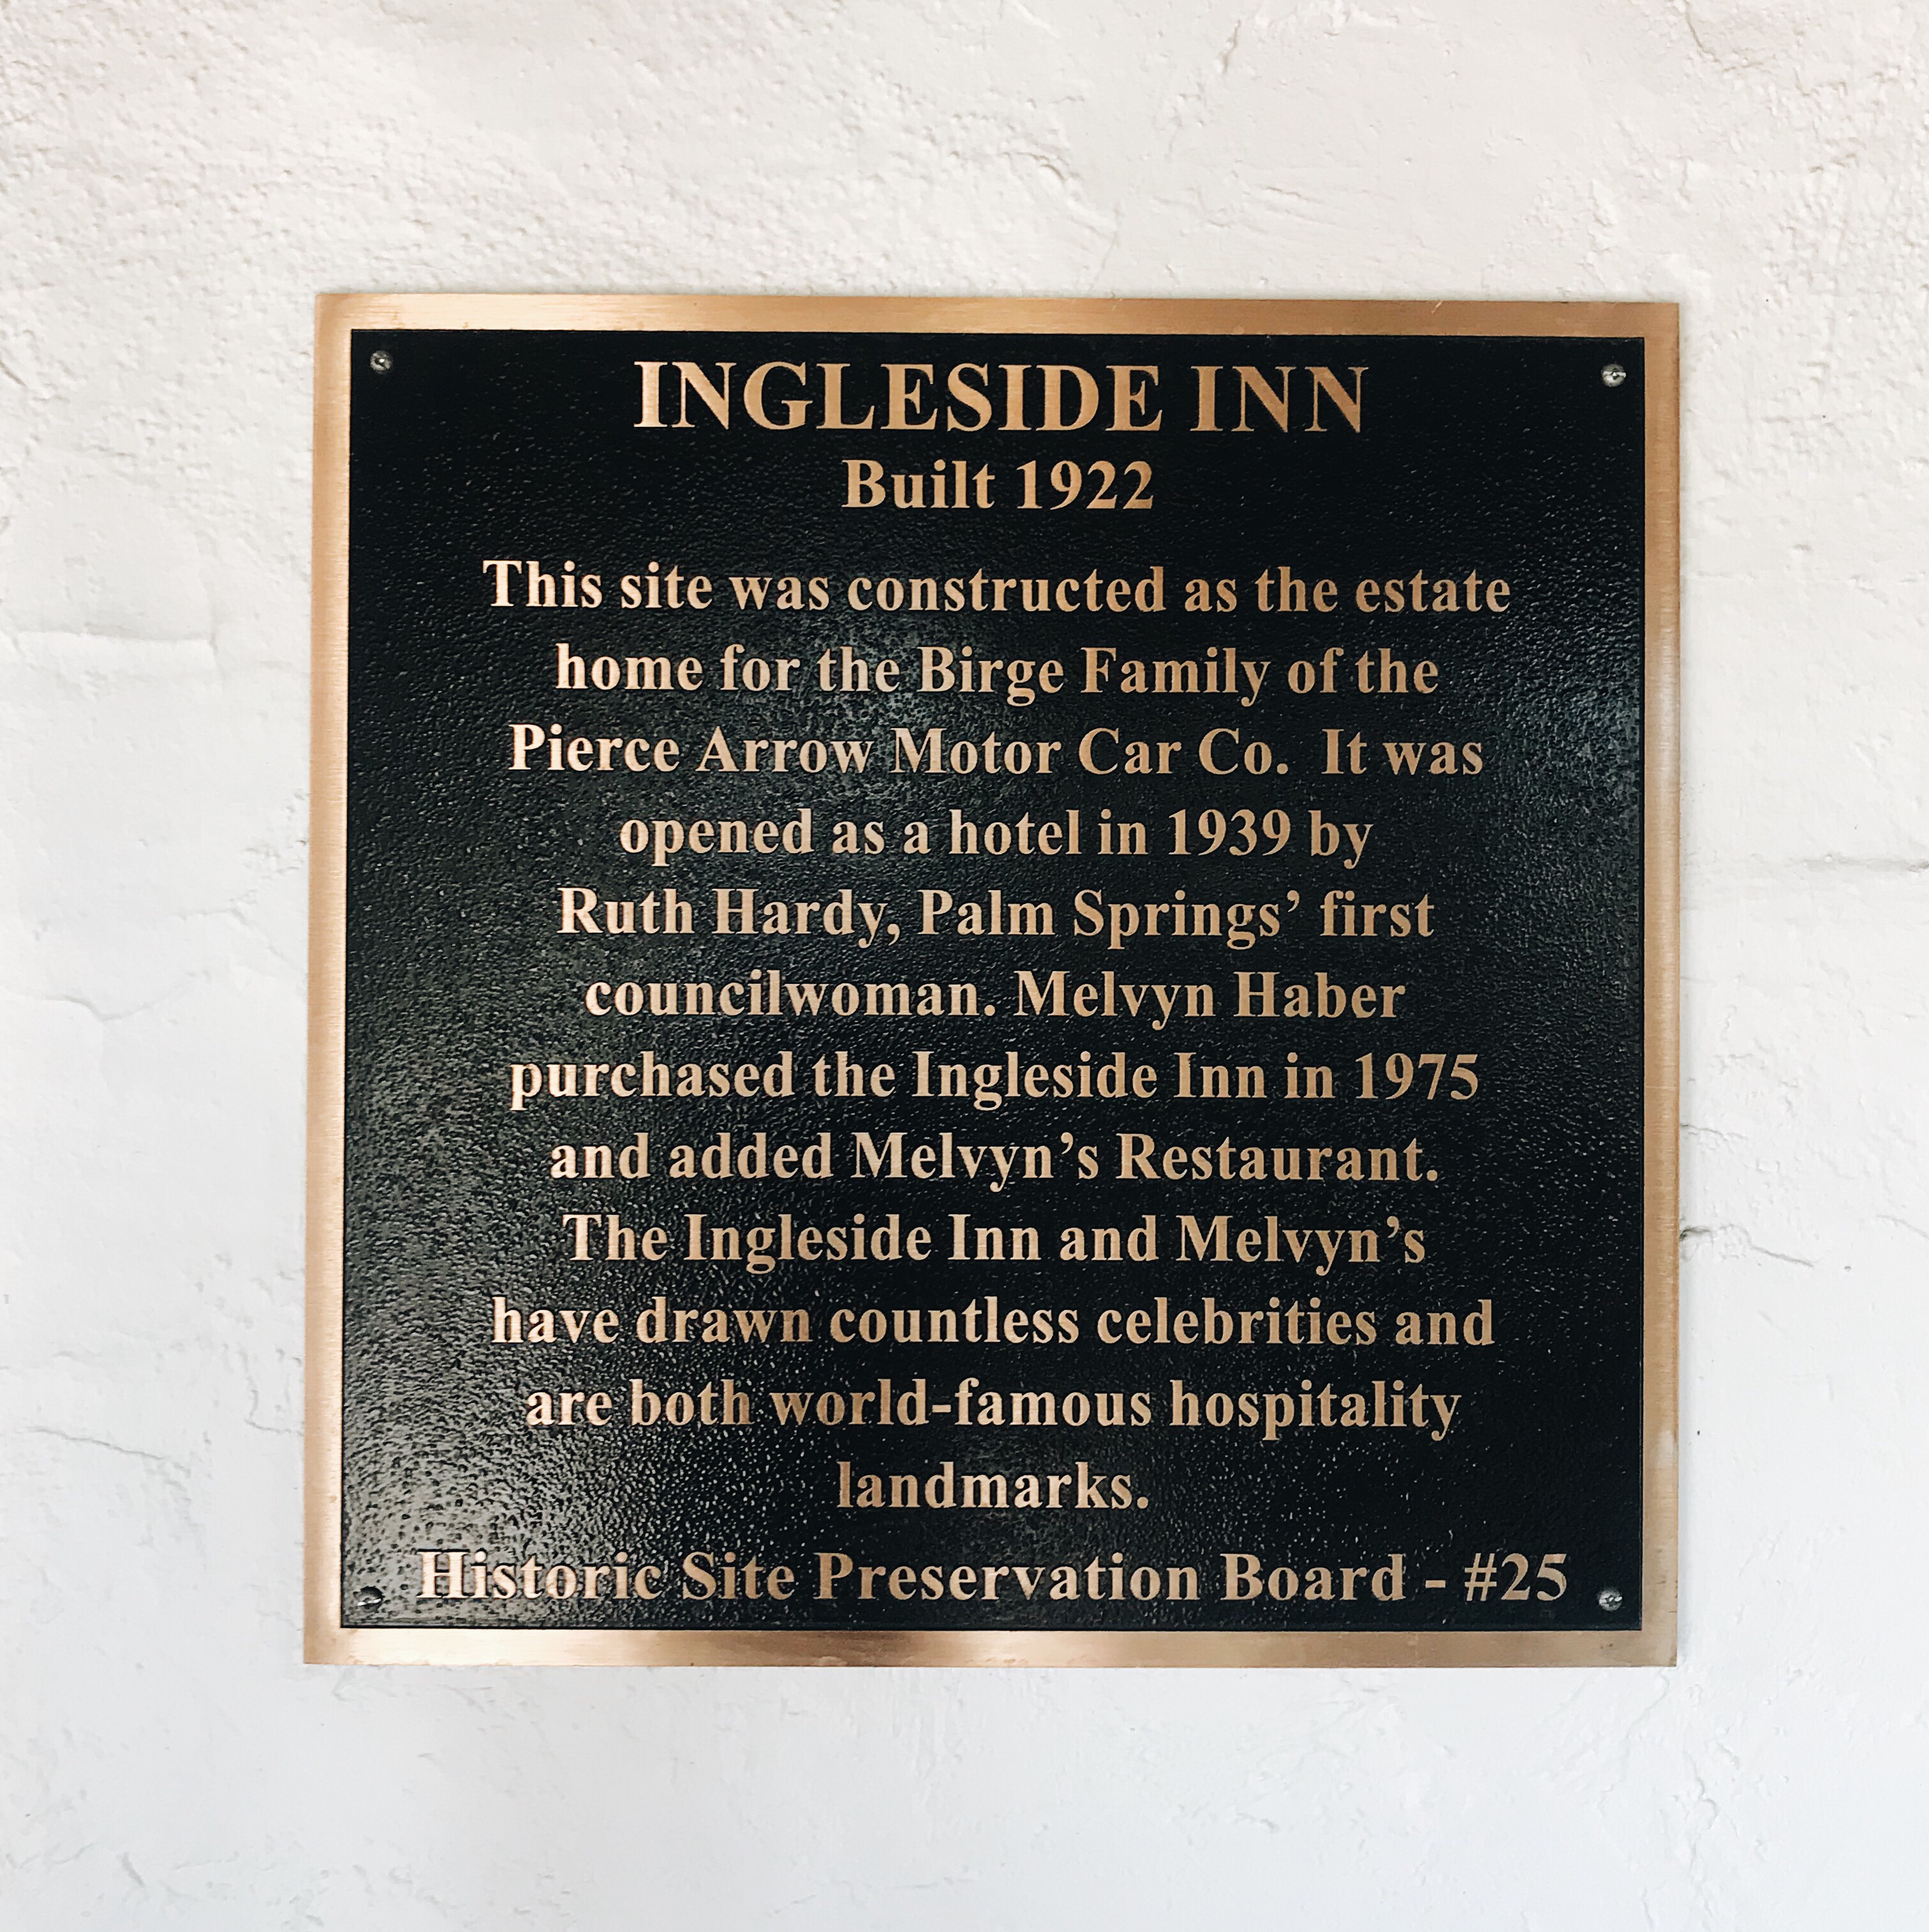 INGLESIDE INN
Built 1922
This site was constructed as the estate
home for the Birge Family of the
Pierce Arrow Motor Car Co.  It was
opened as a hotel in 1939 by
Ruth Hardy, Palm Springs’ first
councilwoman. Melvyn Haber
purchased the Ingleside Inn in 1975
and added Melvyn’s Restaurant.
The Ingleside Inn and Melvyn’s
have drawn countless celebrities and
are both world-famous hospitality
landmarks.
Historic Site Preservation Board - #25